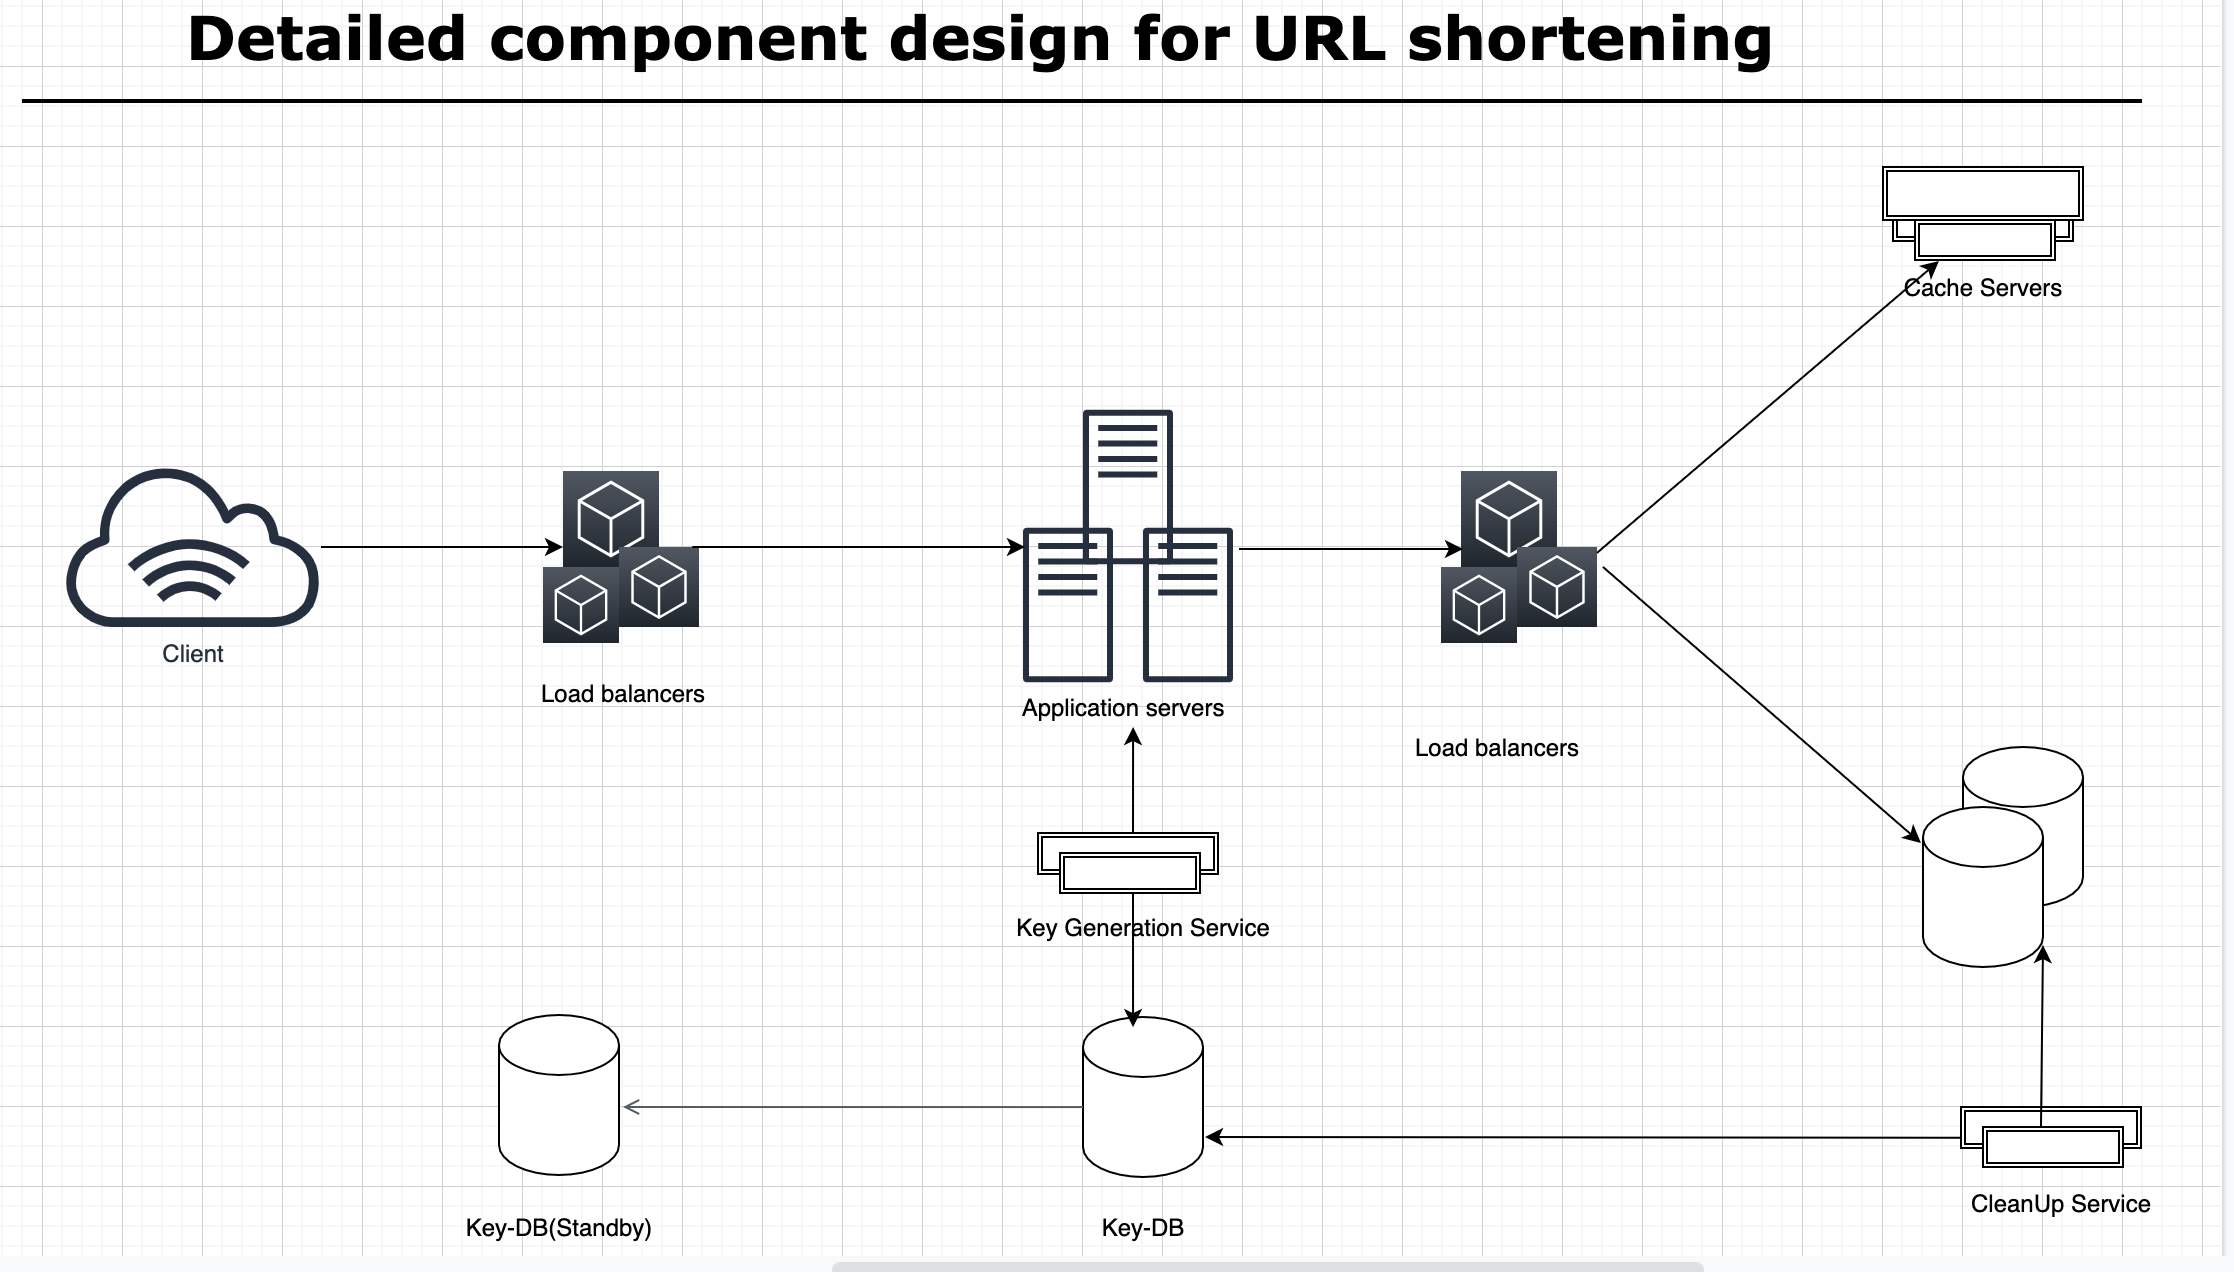 Detailed component design for URL shortening
Cache Servers
Client
Load balancers
Application servers
Load balancers
Key Generation Service
CleanUp Service
Key-DB(Standby)
Key-DB